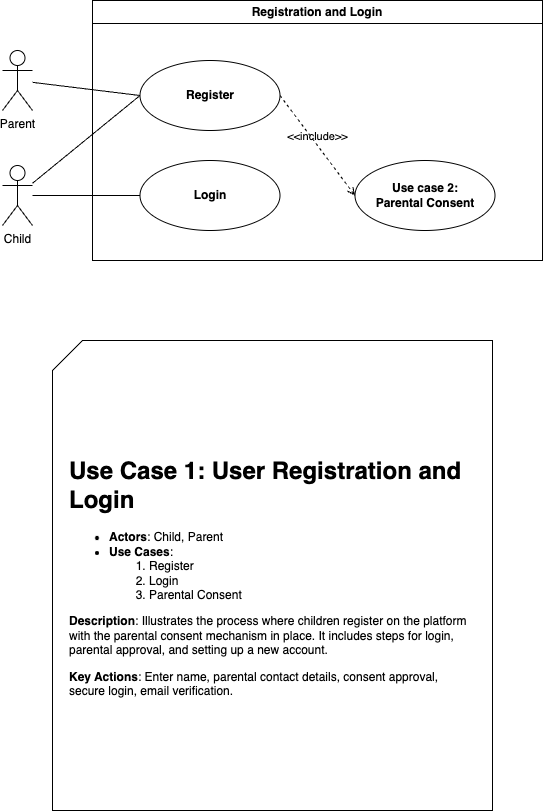 Registration and Login
Register
Parent
<<include>>
Login
Use case 2:
Parental Consent
Child
Use Case 1: User Registration and
Login
• Actors: Child, Parent
• Use Cases:
1. Register
2. Login
3. Parental Consent
Description: Illustrates the process where children register on the platform
with the parental consent mechanism in place. It includes steps for login,
parental approval, and setting up a new account.
Key Actions: Enter name, parental contact details, consent approval,
secure login, email verification.